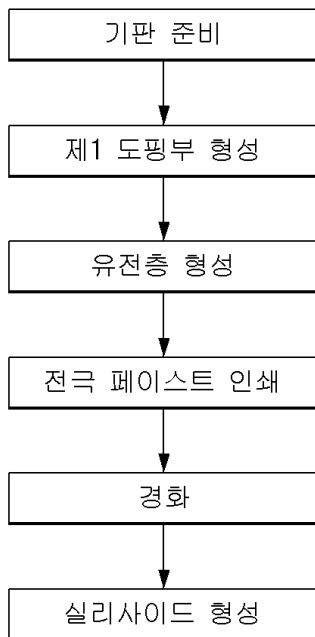 기판 준비
제1 도핑부 형성
유전층 형성
전극 페이스트 인쇄
경화
실리사이드 형성